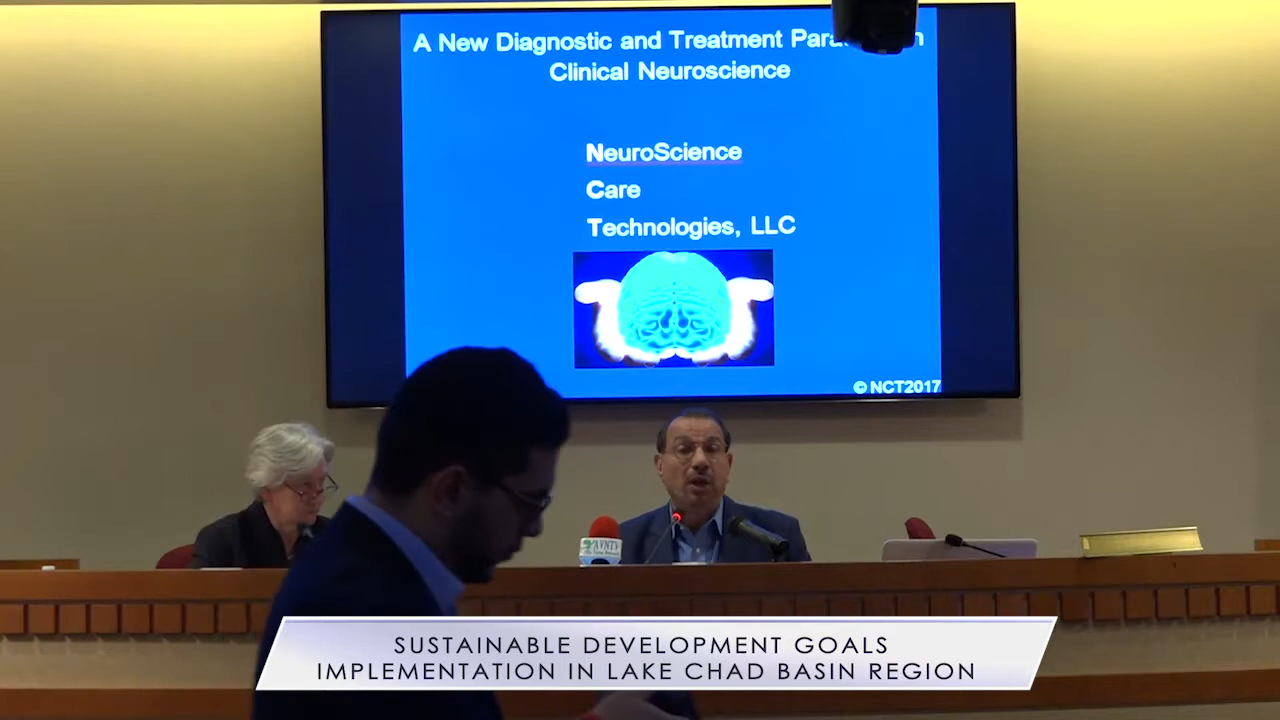 A New Diagnostic and Treatment
Clinical Neuroscience
NeuroScience
Care
Technologies, LLC
© NCT2017
AVNTV
SUSTAINABLE DEVELOPMENT GOALS
IMPLEMENTATION IN LAKE CHAD BASIN REGION